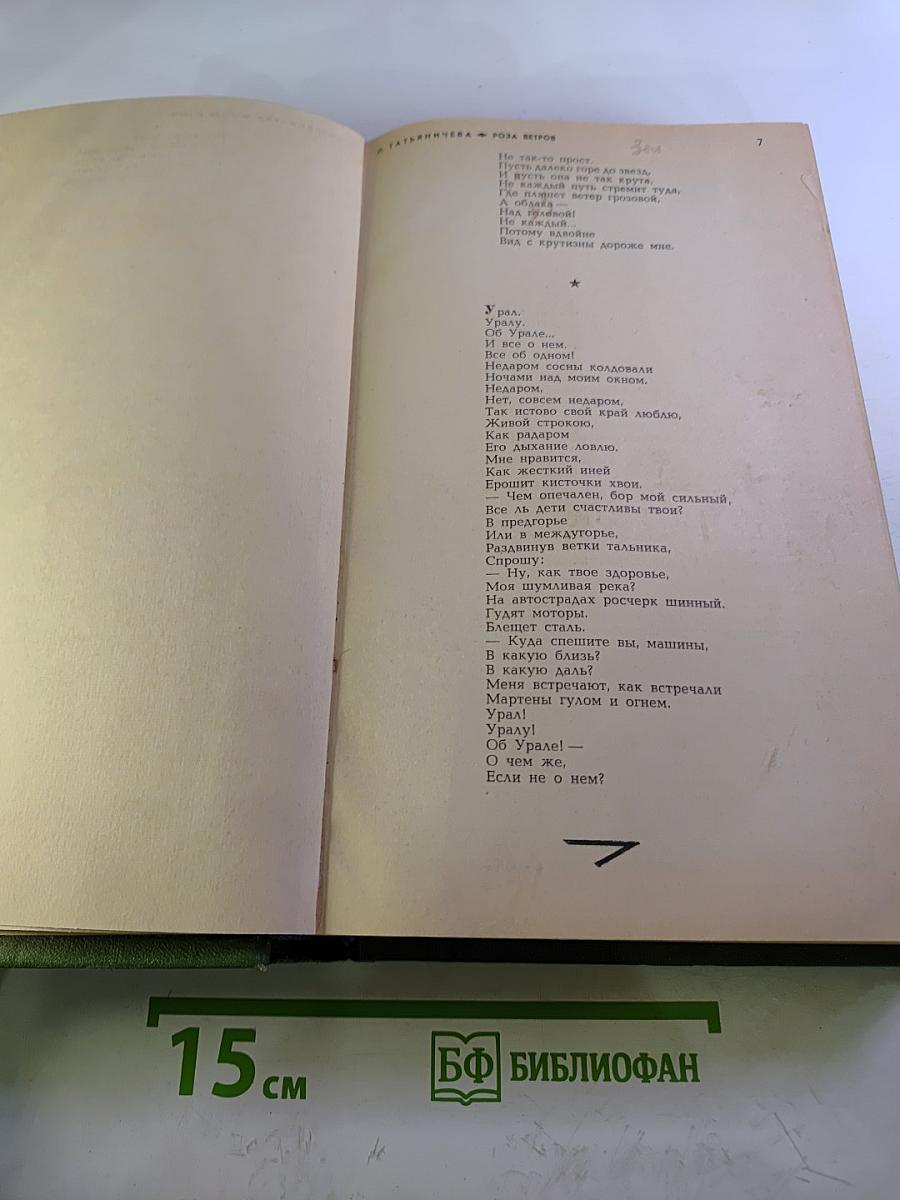 Л. ТАТЬЯНИЧЕВА РОЗА ВЕТРОВ 7
Не так-то прост.
Пусть далеко горе до звезд,
И пусть она не так крута,
Не каждый путь стремит туда,
Где пляшет ветер грозовой,
А облака —
Над головой!
Не каждый...
Потому вдвойне
Вид с крутизны дороже мне.
★
Урал.
Уралу.
Об Урале...
И все о нем.
Все об одном!
Недаром сосны колдовали
Ночами над моим окном.
Недаром,
Нет, совсем недаром,
Так истово свой край люблю,
Живой строкою,
Как радаром
Его дыхание ловлю.
Мне нравится,
Как жесткий иней
Ерошит кисточки хвои.
— Чем опечален, бор мой сильный,
Все ль дети счастливы твои?
В предгорье
Или в междугорье,
Раздвинув ветки тальника,
Спрошу:
— Ну, как твое здоровье,
Моя шумливая река?
На автострадах росчерк шинный.
Гудят моторы.
Блещет сталь.
— Куда спешите вы, машины,
В какую близь?
В какую даль?
Меня встречают, как встречали
Мартены гулом и огнем.
Урал!
Уралу!
Об Урале! —
О чем же,
Если не о нем?
15 см
БФ БИБЛИОФАН